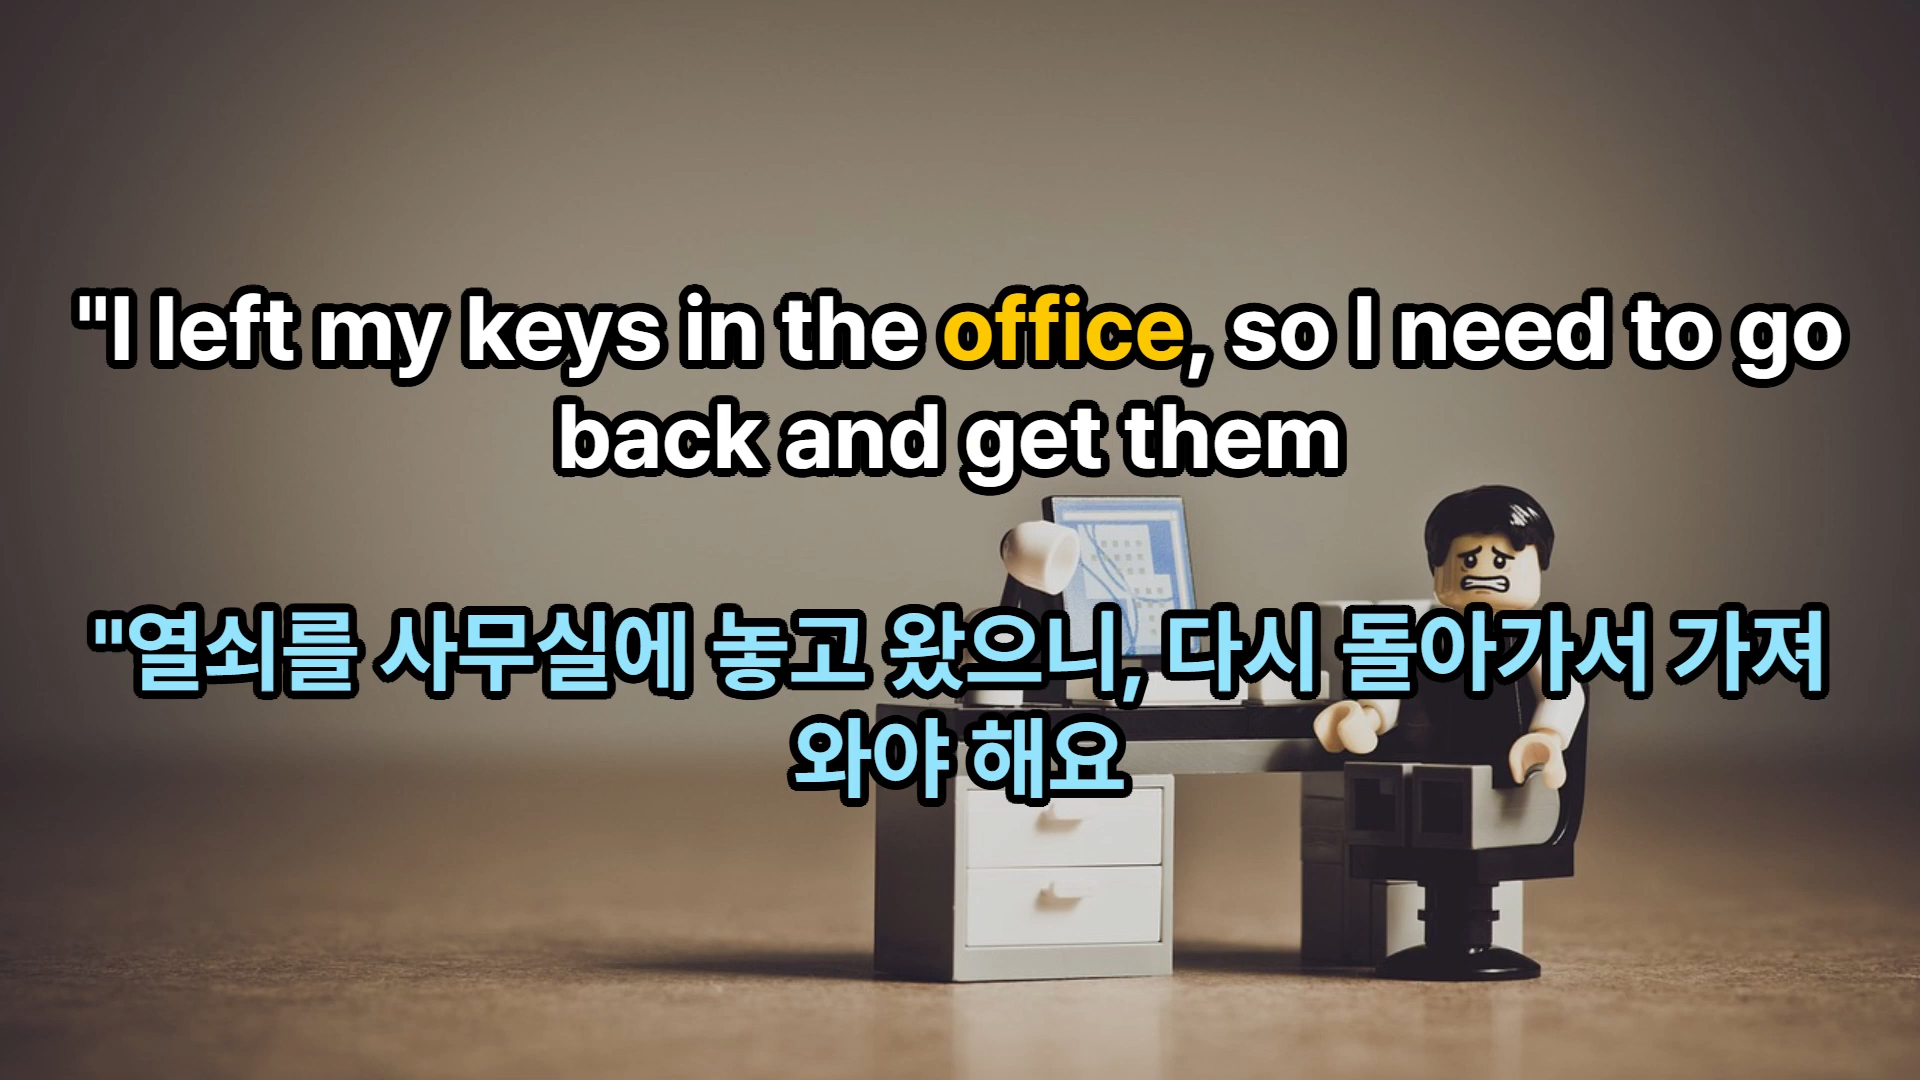 "I left my keys in the office, so I need to go
back and get them
"열쇠를 사무실에 놓고 왔으니, 다시 돌아가서 가져
와야 해요